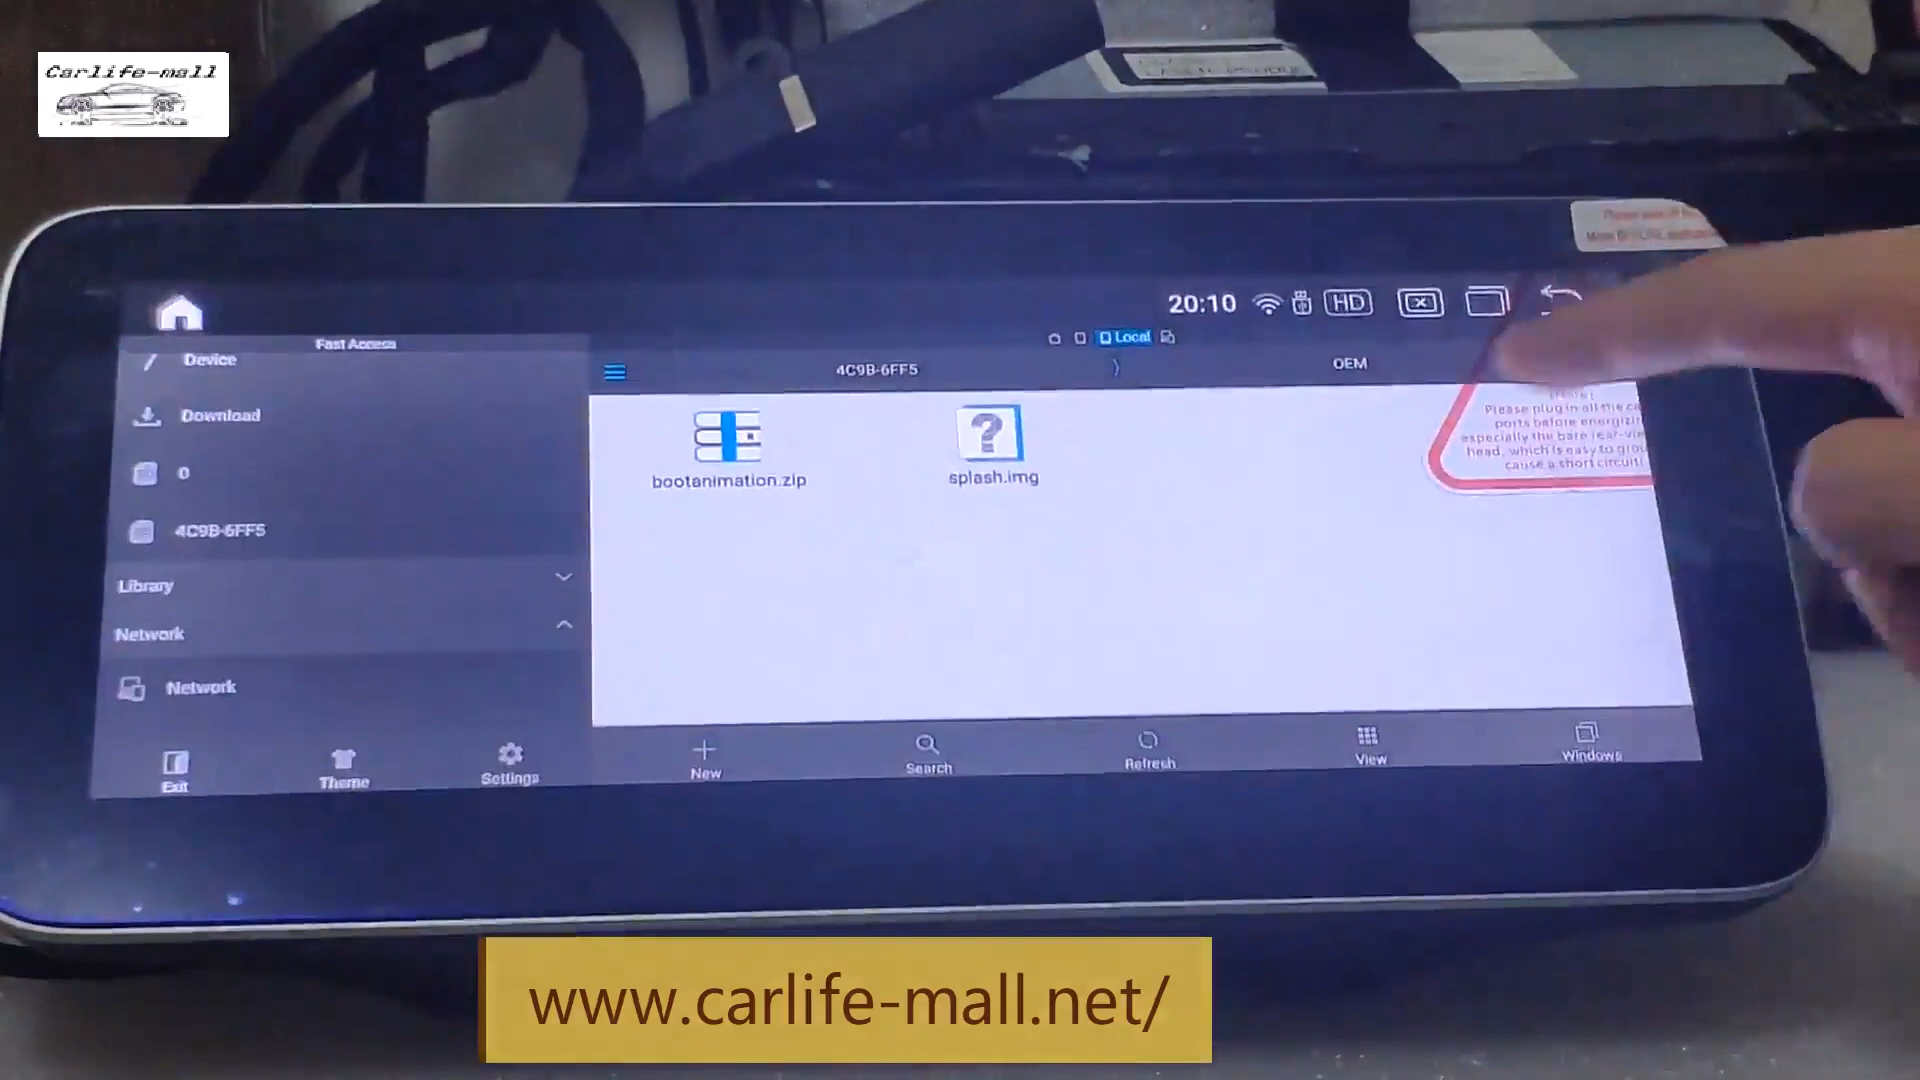 Carlife-mall
20:10
HD
Fast Access
Local
Device
4C9B-6FF5
OEM
Download
0
bootanimation.zip
splash.img
4C9B-6FF5
Library
Network
Network
Please plug in all the
ports before energizin
especially the bare rear-vie
head, which is easy to grou
cause a short circuit!
Exit
Theme
Settings
New
Search
Refresh
View
Windows
www.carlife-mall.net/